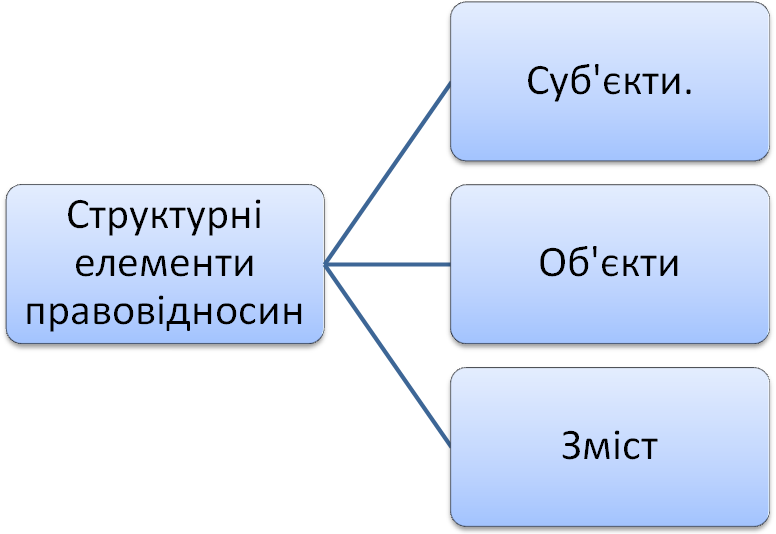 Суб'єкти.
Структурні
елементи
правовідносин
Об'єкти
Зміст